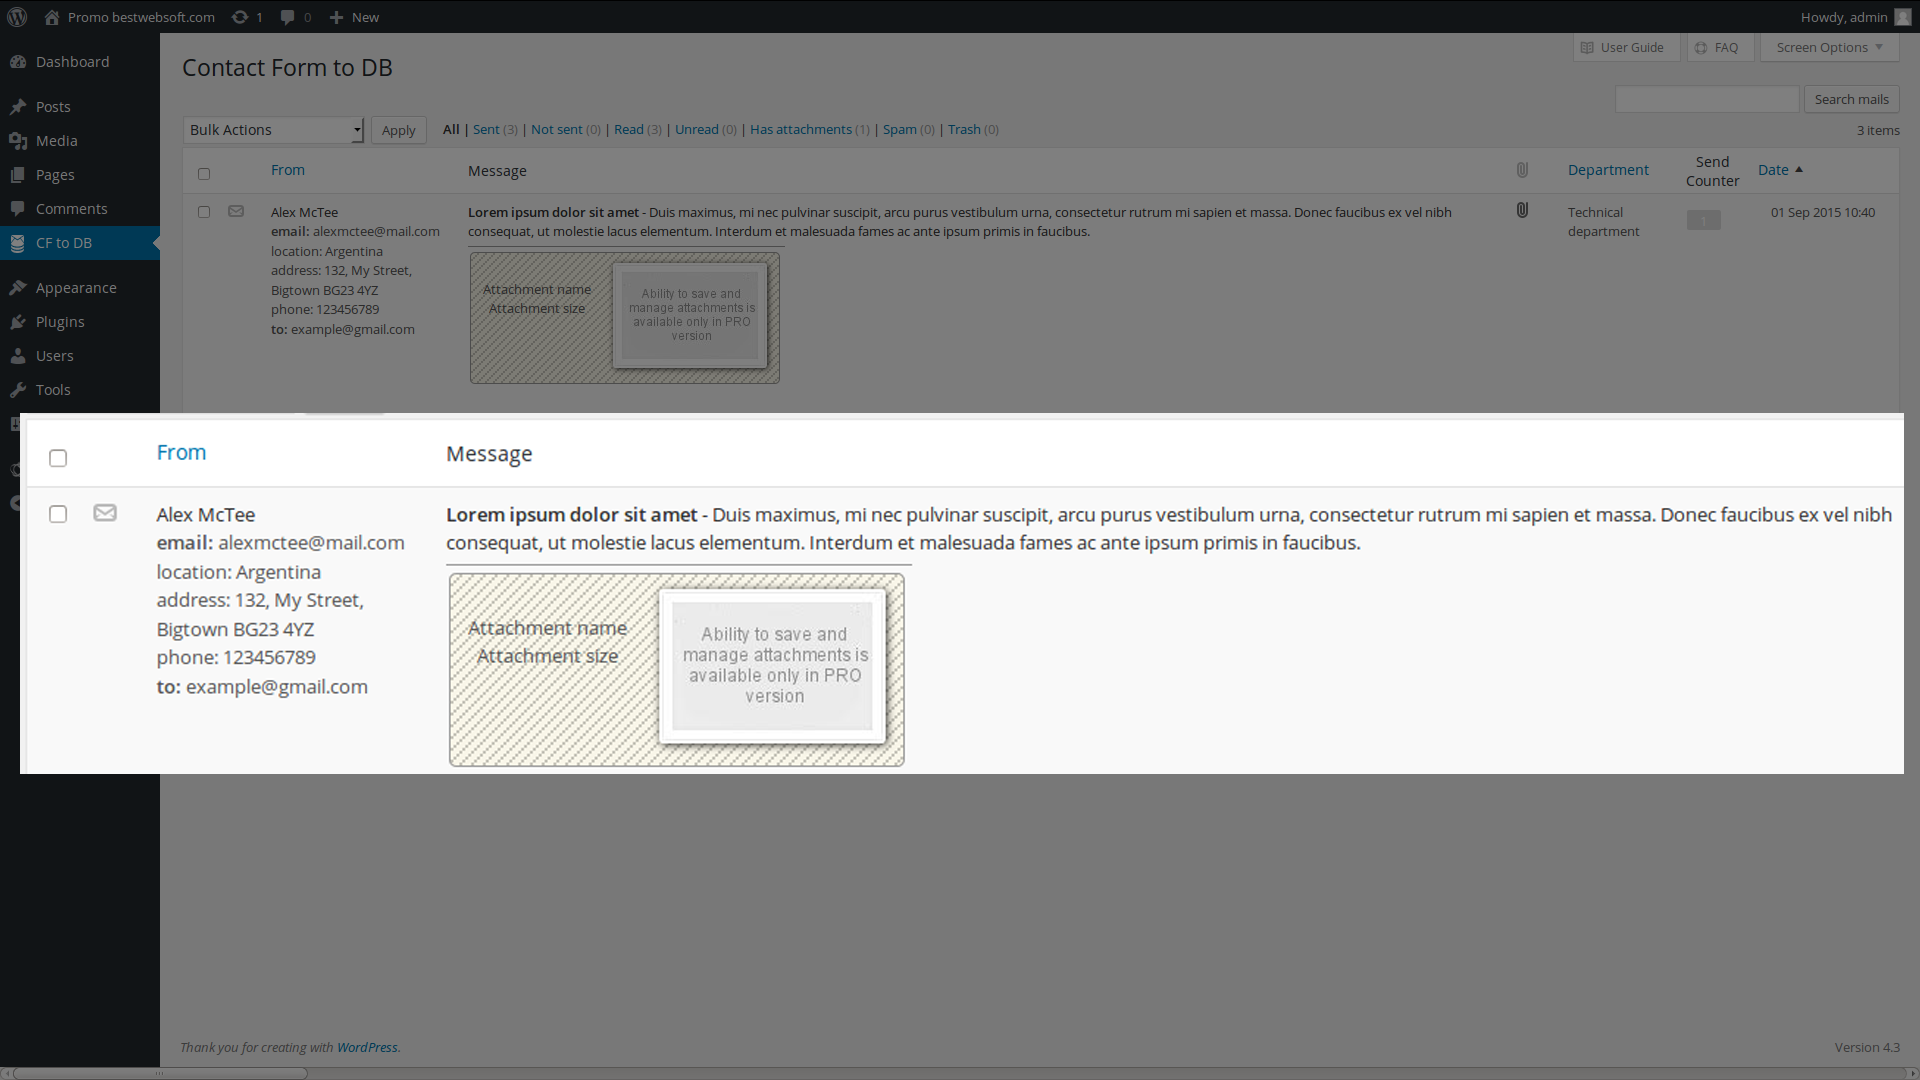 Promo bestwebsoft.com 1 0 New Howdy, admin
Dashboard
Posts
Media
Pages
Comments
CF to DB
Appearance
Plugins
Users
Tools
User Guide FAQ Screen Options
Contact Form to DB
Search mails
Bulk Actions Apply All | Sent (3) | Not sent (0) | Read (3) | Unread (0) | Has attachments (1) | Spam (0) | Trash (0) 3 items
From Message Department Send Counter Date
Alex McTee
email: alexmctee@mail.com
location: Argentina
address: 132, My Street,
Bigtown BG23 4YZ
phone: 123456789
to: example@gmail.com
Lorem ipsum dolor sit amet - Duis maximus, mi nec pulvinar suscipit, arcu purus vestibulum urna, consectetur rutrum mi sapien et massa. Donec faucibus ex vel nibh
consequat, ut molestie lacus elementum. Interdum et malesuada fames ac ante ipsum primis in faucibus.
Attachment name
Attachment size
Ability to save and
manage attachments is
available only in PRO
version
Technical
department
1
01 Sep 2015 10:40
From Message
Alex McTee
email: alexmctee@mail.com
location: Argentina
address: 132, My Street,
Bigtown BG23 4YZ
phone: 123456789
to: example@gmail.com
Lorem ipsum dolor sit amet - Duis maximus, mi nec pulvinar suscipit, arcu purus vestibulum urna, consectetur rutrum mi sapien et massa. Donec faucibus ex vel nibh
consequat, ut molestie lacus elementum. Interdum et malesuada fames ac ante ipsum primis in faucibus.
Attachment name
Attachment size
Ability to save and
manage attachments is
available only in PRO
version
Thank you for creating with WordPress. Version 4.3